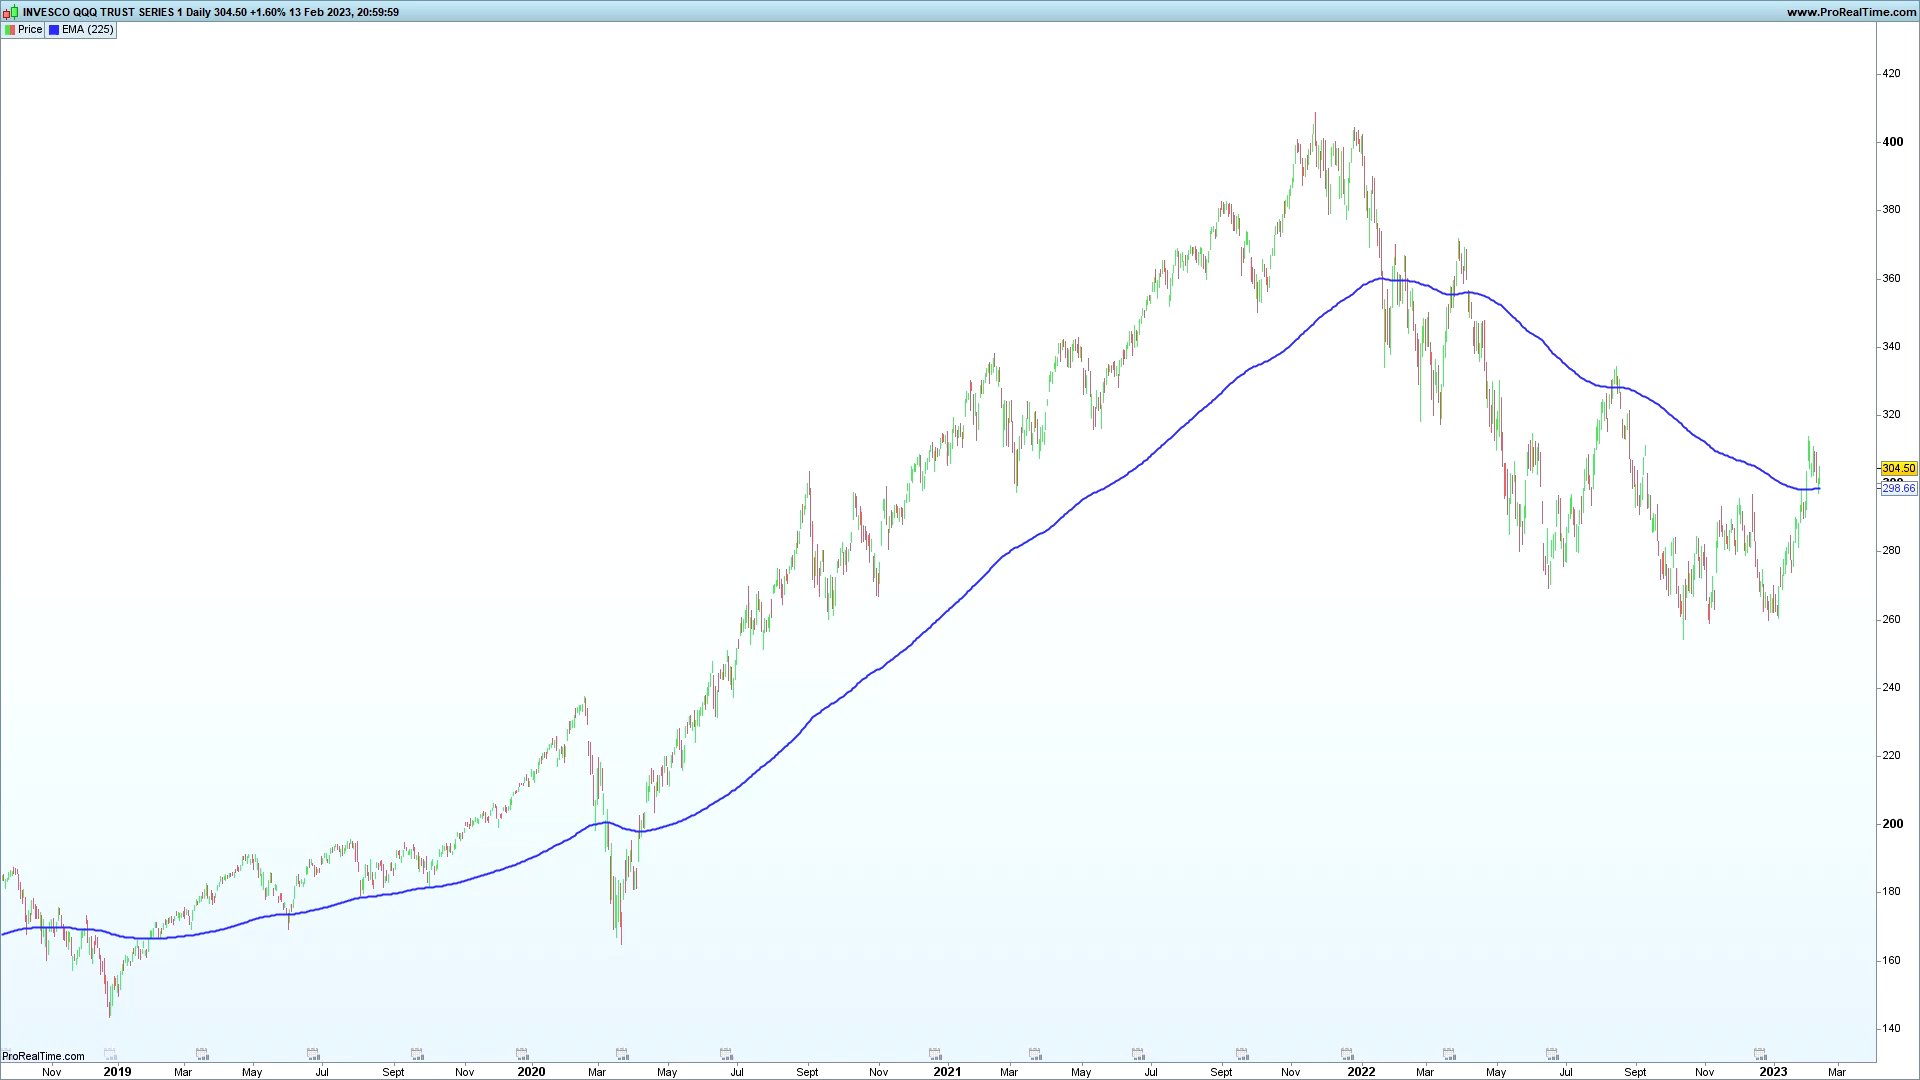 INVESCO QQQ TRUST SERIES 1 Daily 304.50 +1.60% 13 Feb 2023, 20:59:59
www.ProRealTime.com
Price
EMA (225)
420
400
380
360
340
320
304.50
298.66
280
260
240
220
200
180
160
140
ProRealTime.com
Nov 2019 Mar May Jul Sept Nov 2020 Mar May Jul Sept Nov 2021 Mar May Jul Sept Nov 2022 Mar May Jul Sept Nov 2023 Mar